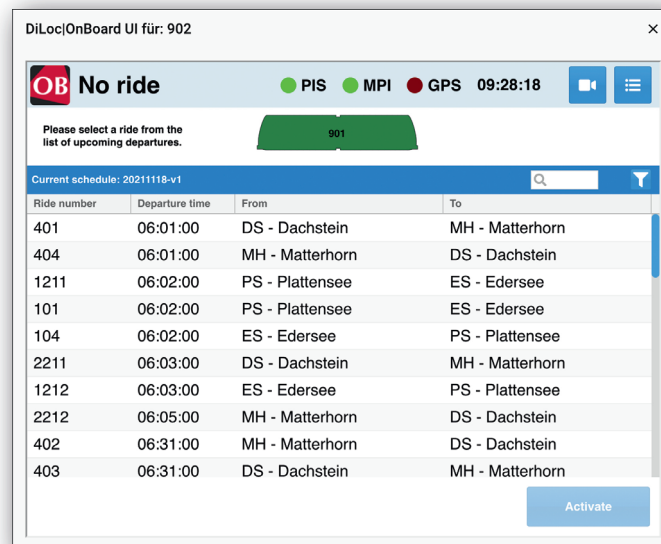 DiLoc|OnBoard UI für: 902 ×
OB No ride PIS MPI GPS 09:28:18
Please select a ride from the
list of upcoming departures.
901
Current schedule: 20211118-v1
Ride number Departure time From To
401 06:01:00 DS - Dachstein MH - Matterhorn
404 06:01:00 MH - Matterhorn DS - Dachstein
1211 06:02:00 PS - Plattensee ES - Edersee
101 06:02:00 PS - Plattensee ES - Edersee
104 06:02:00 ES - Edersee PS - Plattensee
2211 06:03:00 DS - Dachstein MH - Matterhorn
1212 06:03:00 ES - Edersee PS - Plattensee
2212 06:05:00 MH - Matterhorn DS - Dachstein
402 06:31:00 MH - Matterhorn DS - Dachstein
403 06:31:00 DS - Dachstein MH - Matterhorn
Activate